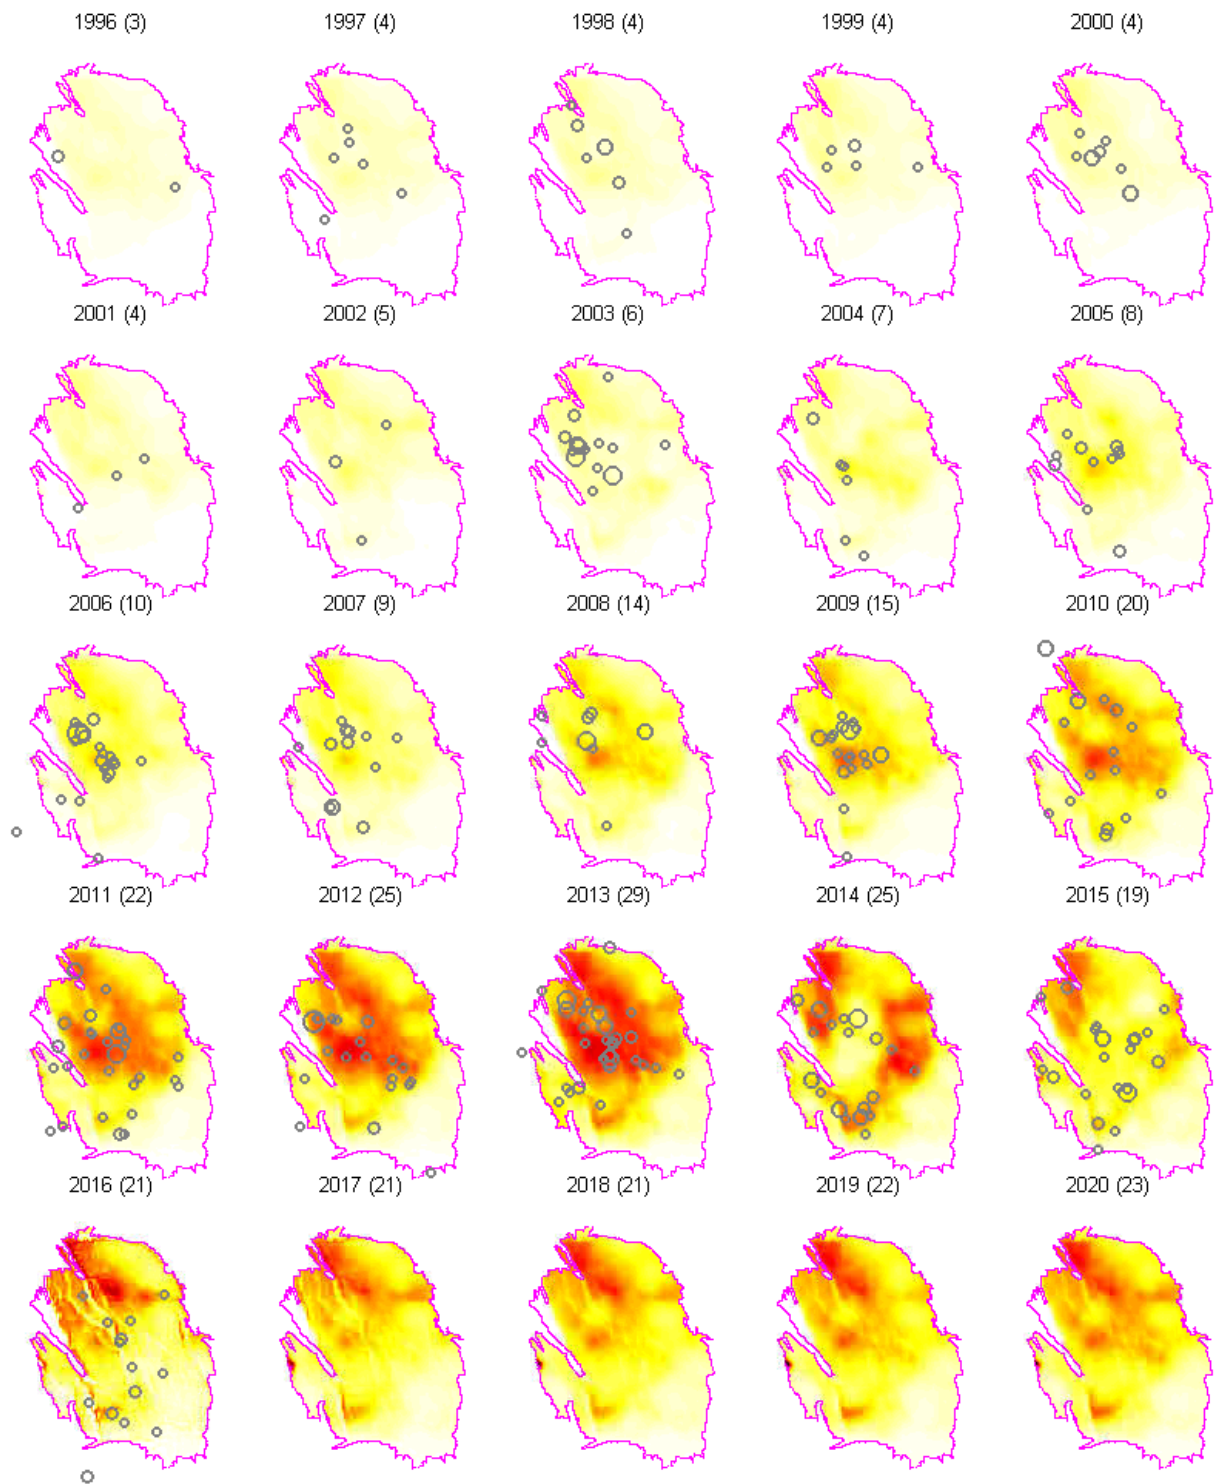 1996 (3) 1997 (4) 1998 (4) 1999 (4) 2000 (4)
2001 (4) 2002 (5) 2003 (6) 2004 (7) 2005 (8)
2006 (10) 2007 (9) 2008 (14) 2009 (15) 2010 (20)
2011 (22) 2012 (25) 2013 (29) 2014 (25) 2015 (19)
2016 (21) 2017 (21) 2018 (21) 2019 (22) 2020 (23)